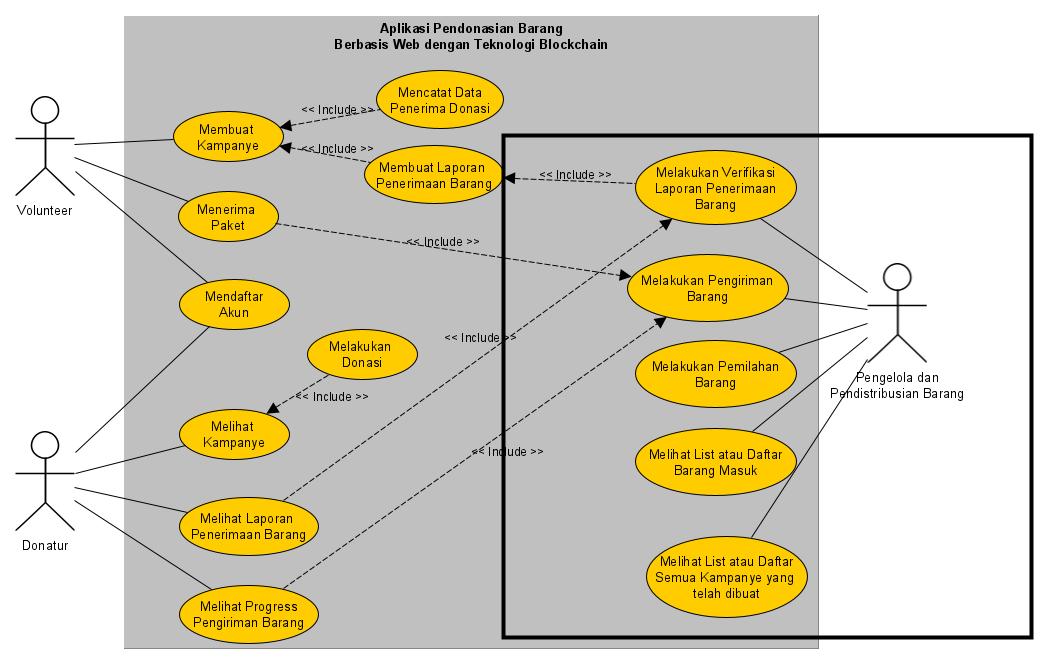 Aplikasi Pendonasian Barang
Berbasis Web dengan Teknologi Blockchain
Mencatat Data
Penerima Donasi
<< Include >>
Membuat
Kampanye
<< Include >>
Membuat Laporan
Penerimaan Barang
<< Include >>
Melakukan Verifikasi
Laporan Penerimaan
Barang
Volunteer
Menerima
Paket
<< Include >>
Melakukan Pengiriman
Barang
Mendaftar
Akun
<< Include >>
Melakukan
Donasi
Melakukan Pemilahan
Barang
Pengelola dan
Pendistribusian Barang
<< Include >>
Melihat
Kampanye
<< Include >>
Melihat List atau Daftar
Barang Masuk
Donatur
Melihat Laporan
Penerimaan Barang
Melihat List atau Daftar
Semua Kampanye yang
telah dibuat
Melihat Progress
Pengiriman Barang